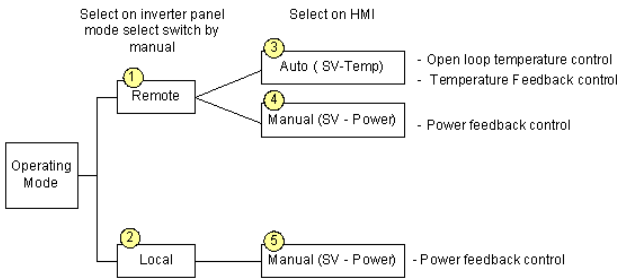 Select on inverter panel
mode select switch by
manual
Select on HMI
3
Auto ( SV-Temp)
- Open loop temperature control
- Temperature Feedback control
1
Remote
4
Manual (SV - Power)
- Power feedback control
Operating
Mode
2
Local
5
Manual (SV - Power)
- Power feedback control